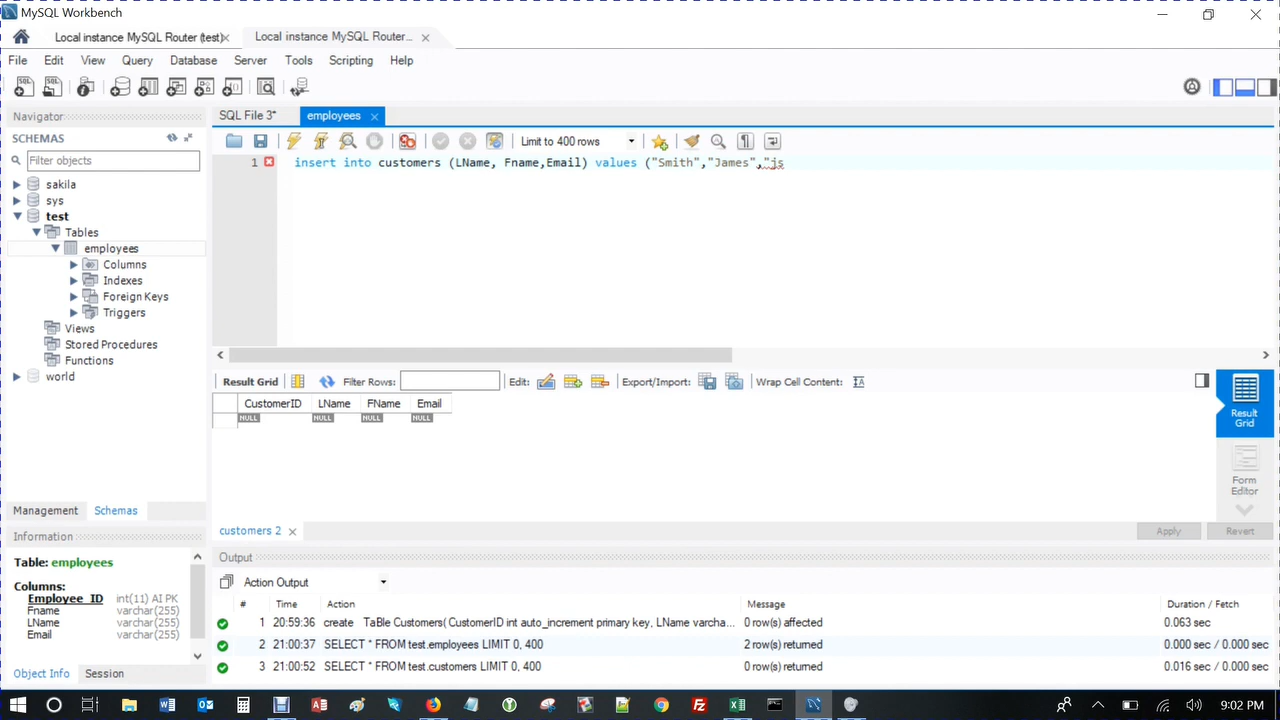 MySQL Workbench
Local instance MySQL Router (test)
Local instance MySQL Router...
File Edit View Query Database Server Tools Scripting Help
Navigator
SCHEMAS
Filter objects
sakila
sys
test
Tables
employees
Columns
Indexes
Foreign Keys
Triggers
Views
Stored Procedures
Functions
world
Management Schemas
Information
Table: employees
Columns:
Employee_ID int(11) AI PK
Fname varchar(255)
LName varchar(255)
Email varchar(255)
Object Info Session
SQL File 3* employees
Limit to 400 rows
1 insert into customers (LName, Fname,Email) values ("Smith","James","js
Result Grid Filter Rows: Edit: Export/Import: Wrap Cell Content:
CustomerID LName FName Email
NULL NULL NULL NULL
Result
Grid
Form
Editor
customers 2 Apply Revert
Output
Action Output
# Time Action Message Duration / Fetch
1 20:59:36 create TaBle Customers( CustomerID int auto_increment primary key, LName varcha... 0 row(s) affected 0.063 sec
2 21:00:37 SELECT * FROM test.employees LIMIT 0, 400 2 row(s) returned 0.000 sec / 0.000 sec
3 21:00:52 SELECT * FROM test.customers LIMIT 0, 400 0 row(s) returned 0.016 sec / 0.000 sec
9:02 PM